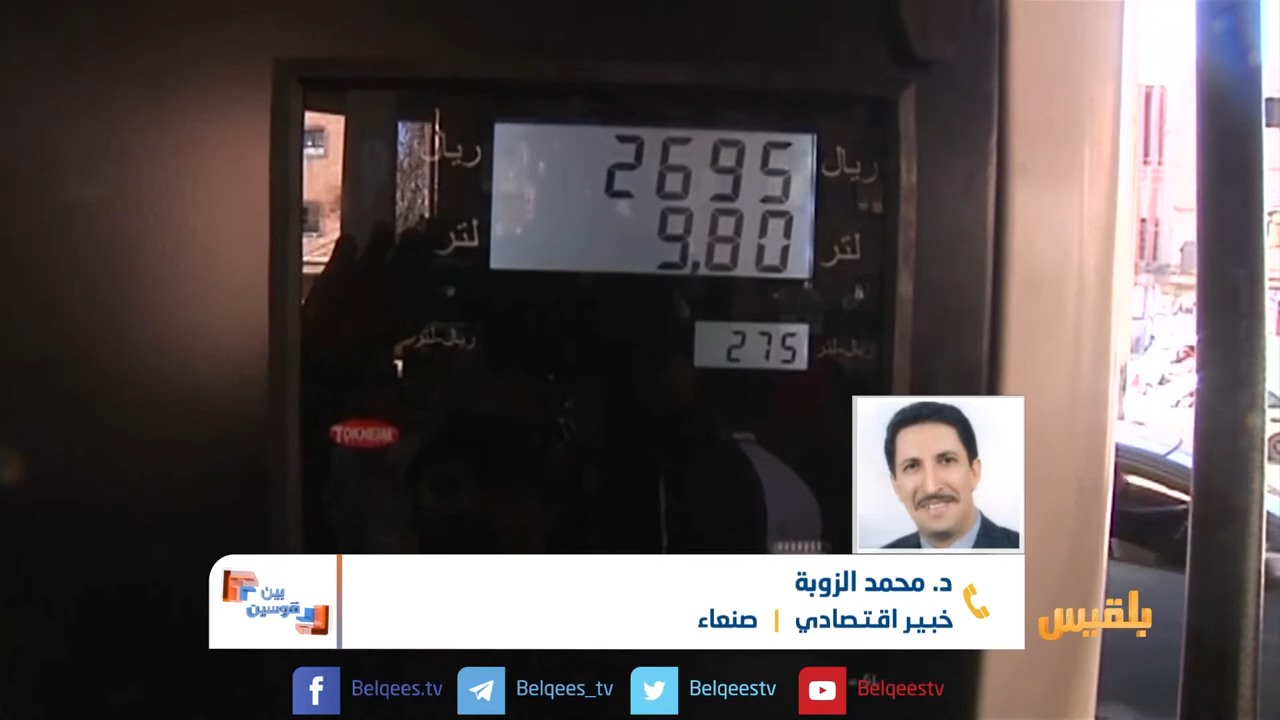 ريال 2695 ريال
لتر 9,80 لتر
ريال-لتر 275 ريال-لتر
TOKHEIM
د. محمد الزوبة
خبير اقتصادي | صنعاء
بين قوسين
بلقيس
Belqees.tv
Belqees_tv
Belqeestv
Belqeestv